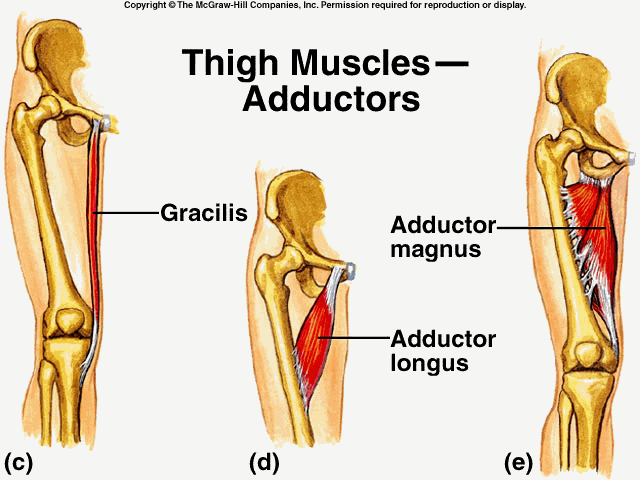 Copyright © The McGraw-Hill Companies, Inc. Permission required for reproduction or display.
Thigh Muscles—
Adductors
Gracilis
Adductor
magnus
Adductor
longus
(c)
(d)
(e)